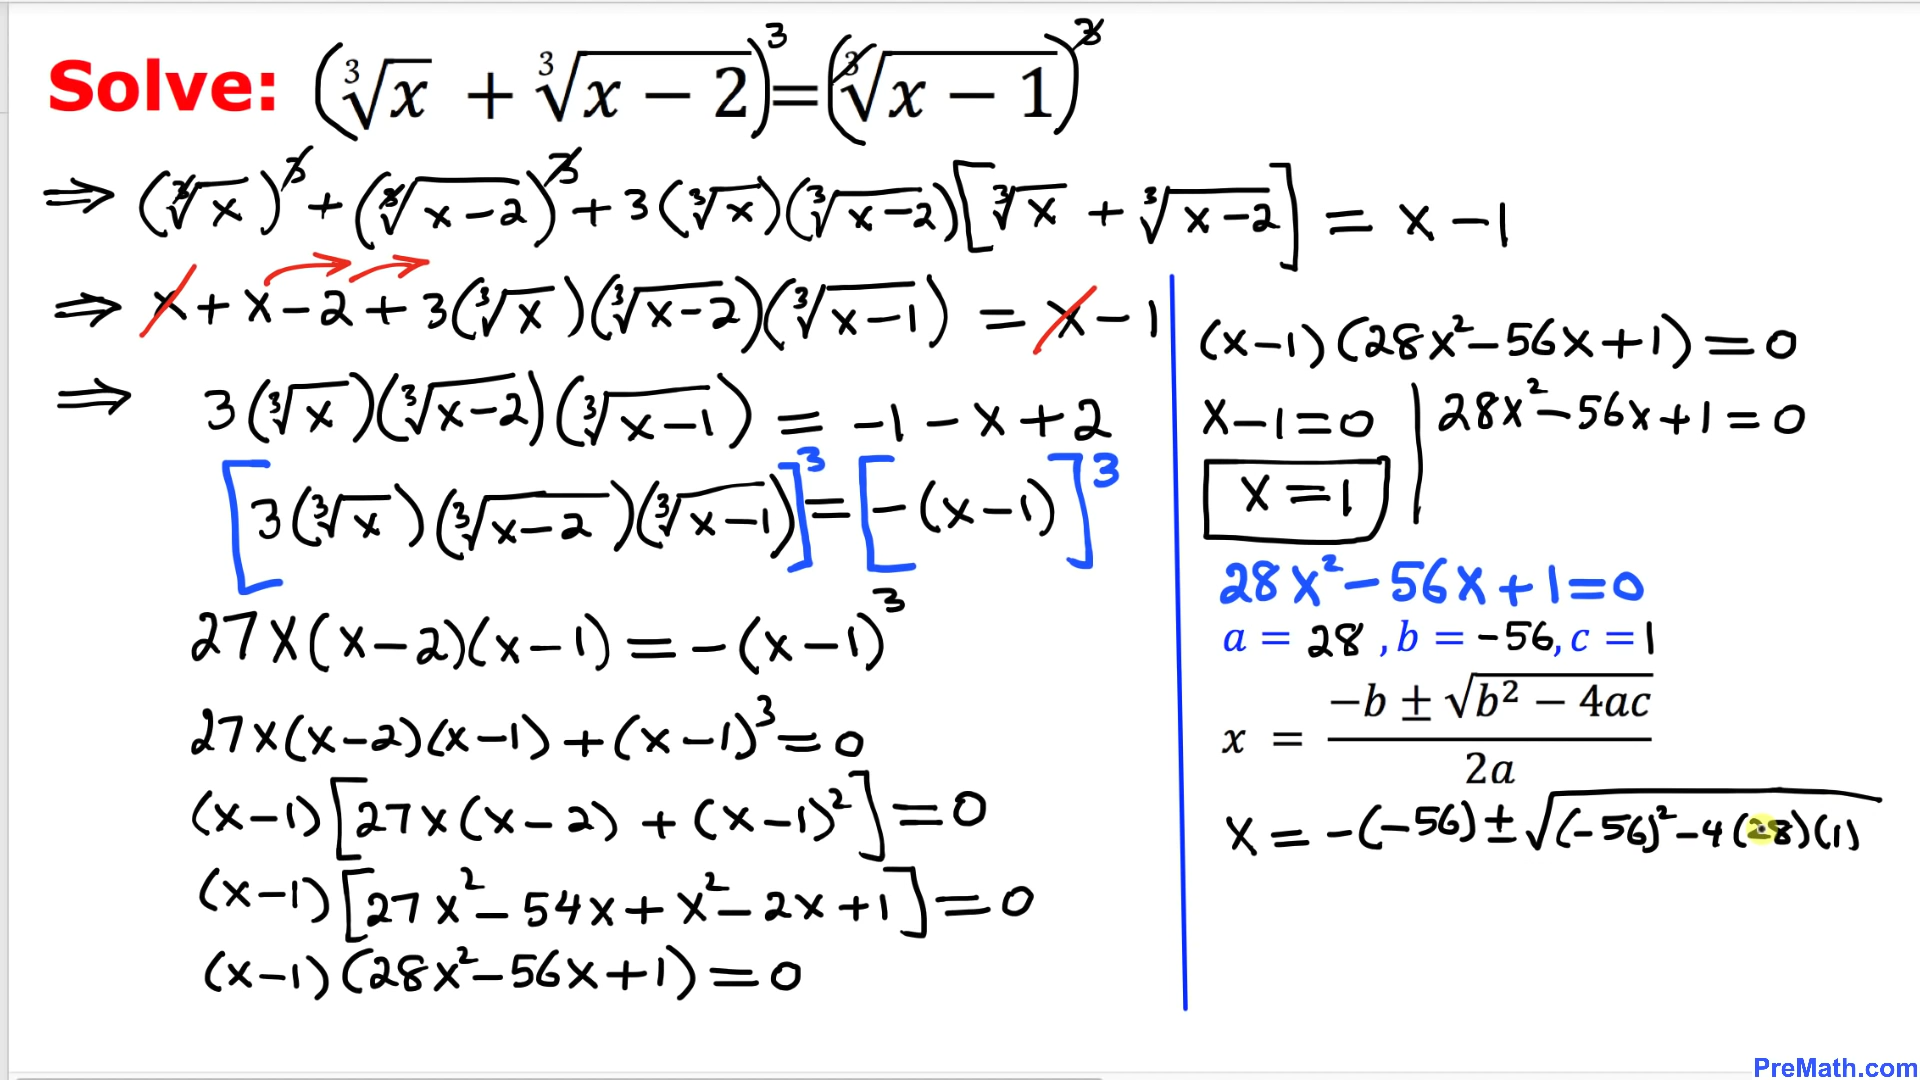 Solve: (∛x + ∛(x − 2))³ = (∛(x − 1))³
⇒ (∛x)³ + (∛(x−2))³ + 3(∛x)(∛(x−2))[∛x + ∛(x−2)] = x − 1
⇒ x + x − 2 + 3(∛x)(∛(x−2))(∛(x−1)) = x − 1
⇒ 3(∛x)(∛(x−2))(∛(x−1)) = −1 − x + 2
[3(∛x)(∛(x−2))(∛(x−1))]³ = [−(x−1)]³
27x(x−2)(x−1) = −(x−1)³
27x(x−2)(x−1) + (x−1)³ = 0
(x−1)[27x(x−2) + (x−1)²] = 0
(x−1)[27x² − 54x + x² − 2x + 1] = 0
(x−1)(28x² − 56x + 1) = 0
(x−1)(28x² − 56x + 1) = 0
x−1 = 0 | 28x² − 56x + 1 = 0
x = 1
28x² − 56x + 1 = 0
a = 28, b = −56, c = 1
x = (−b ± √(b² − 4ac)) / 2a
x = −(−56) ± √((−56)² − 4(28)(1)
PreMath.com